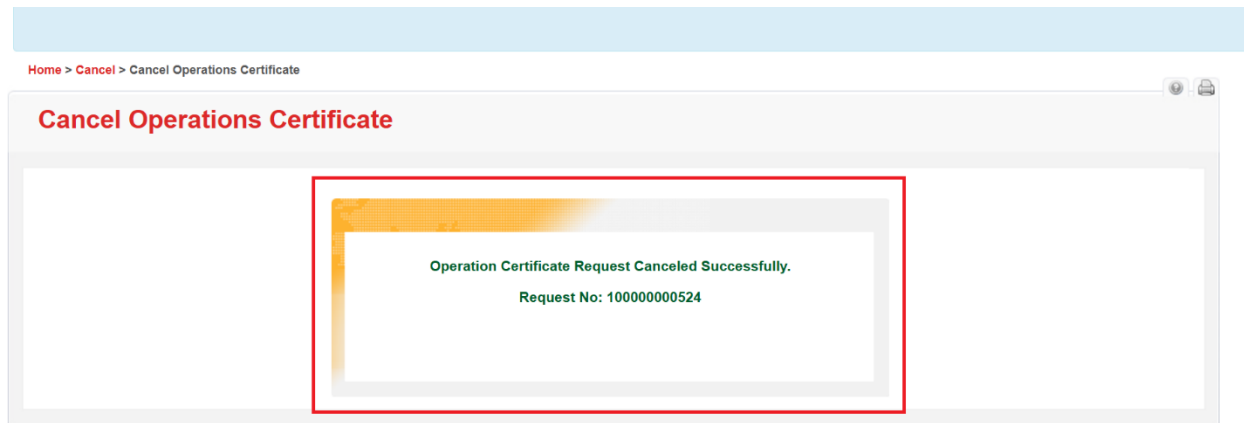 Home > Cancel > Cancel Operations Certificate
Cancel Operations Certificate
Operation Certificate Request Canceled Successfully.
Request No: 100000000524